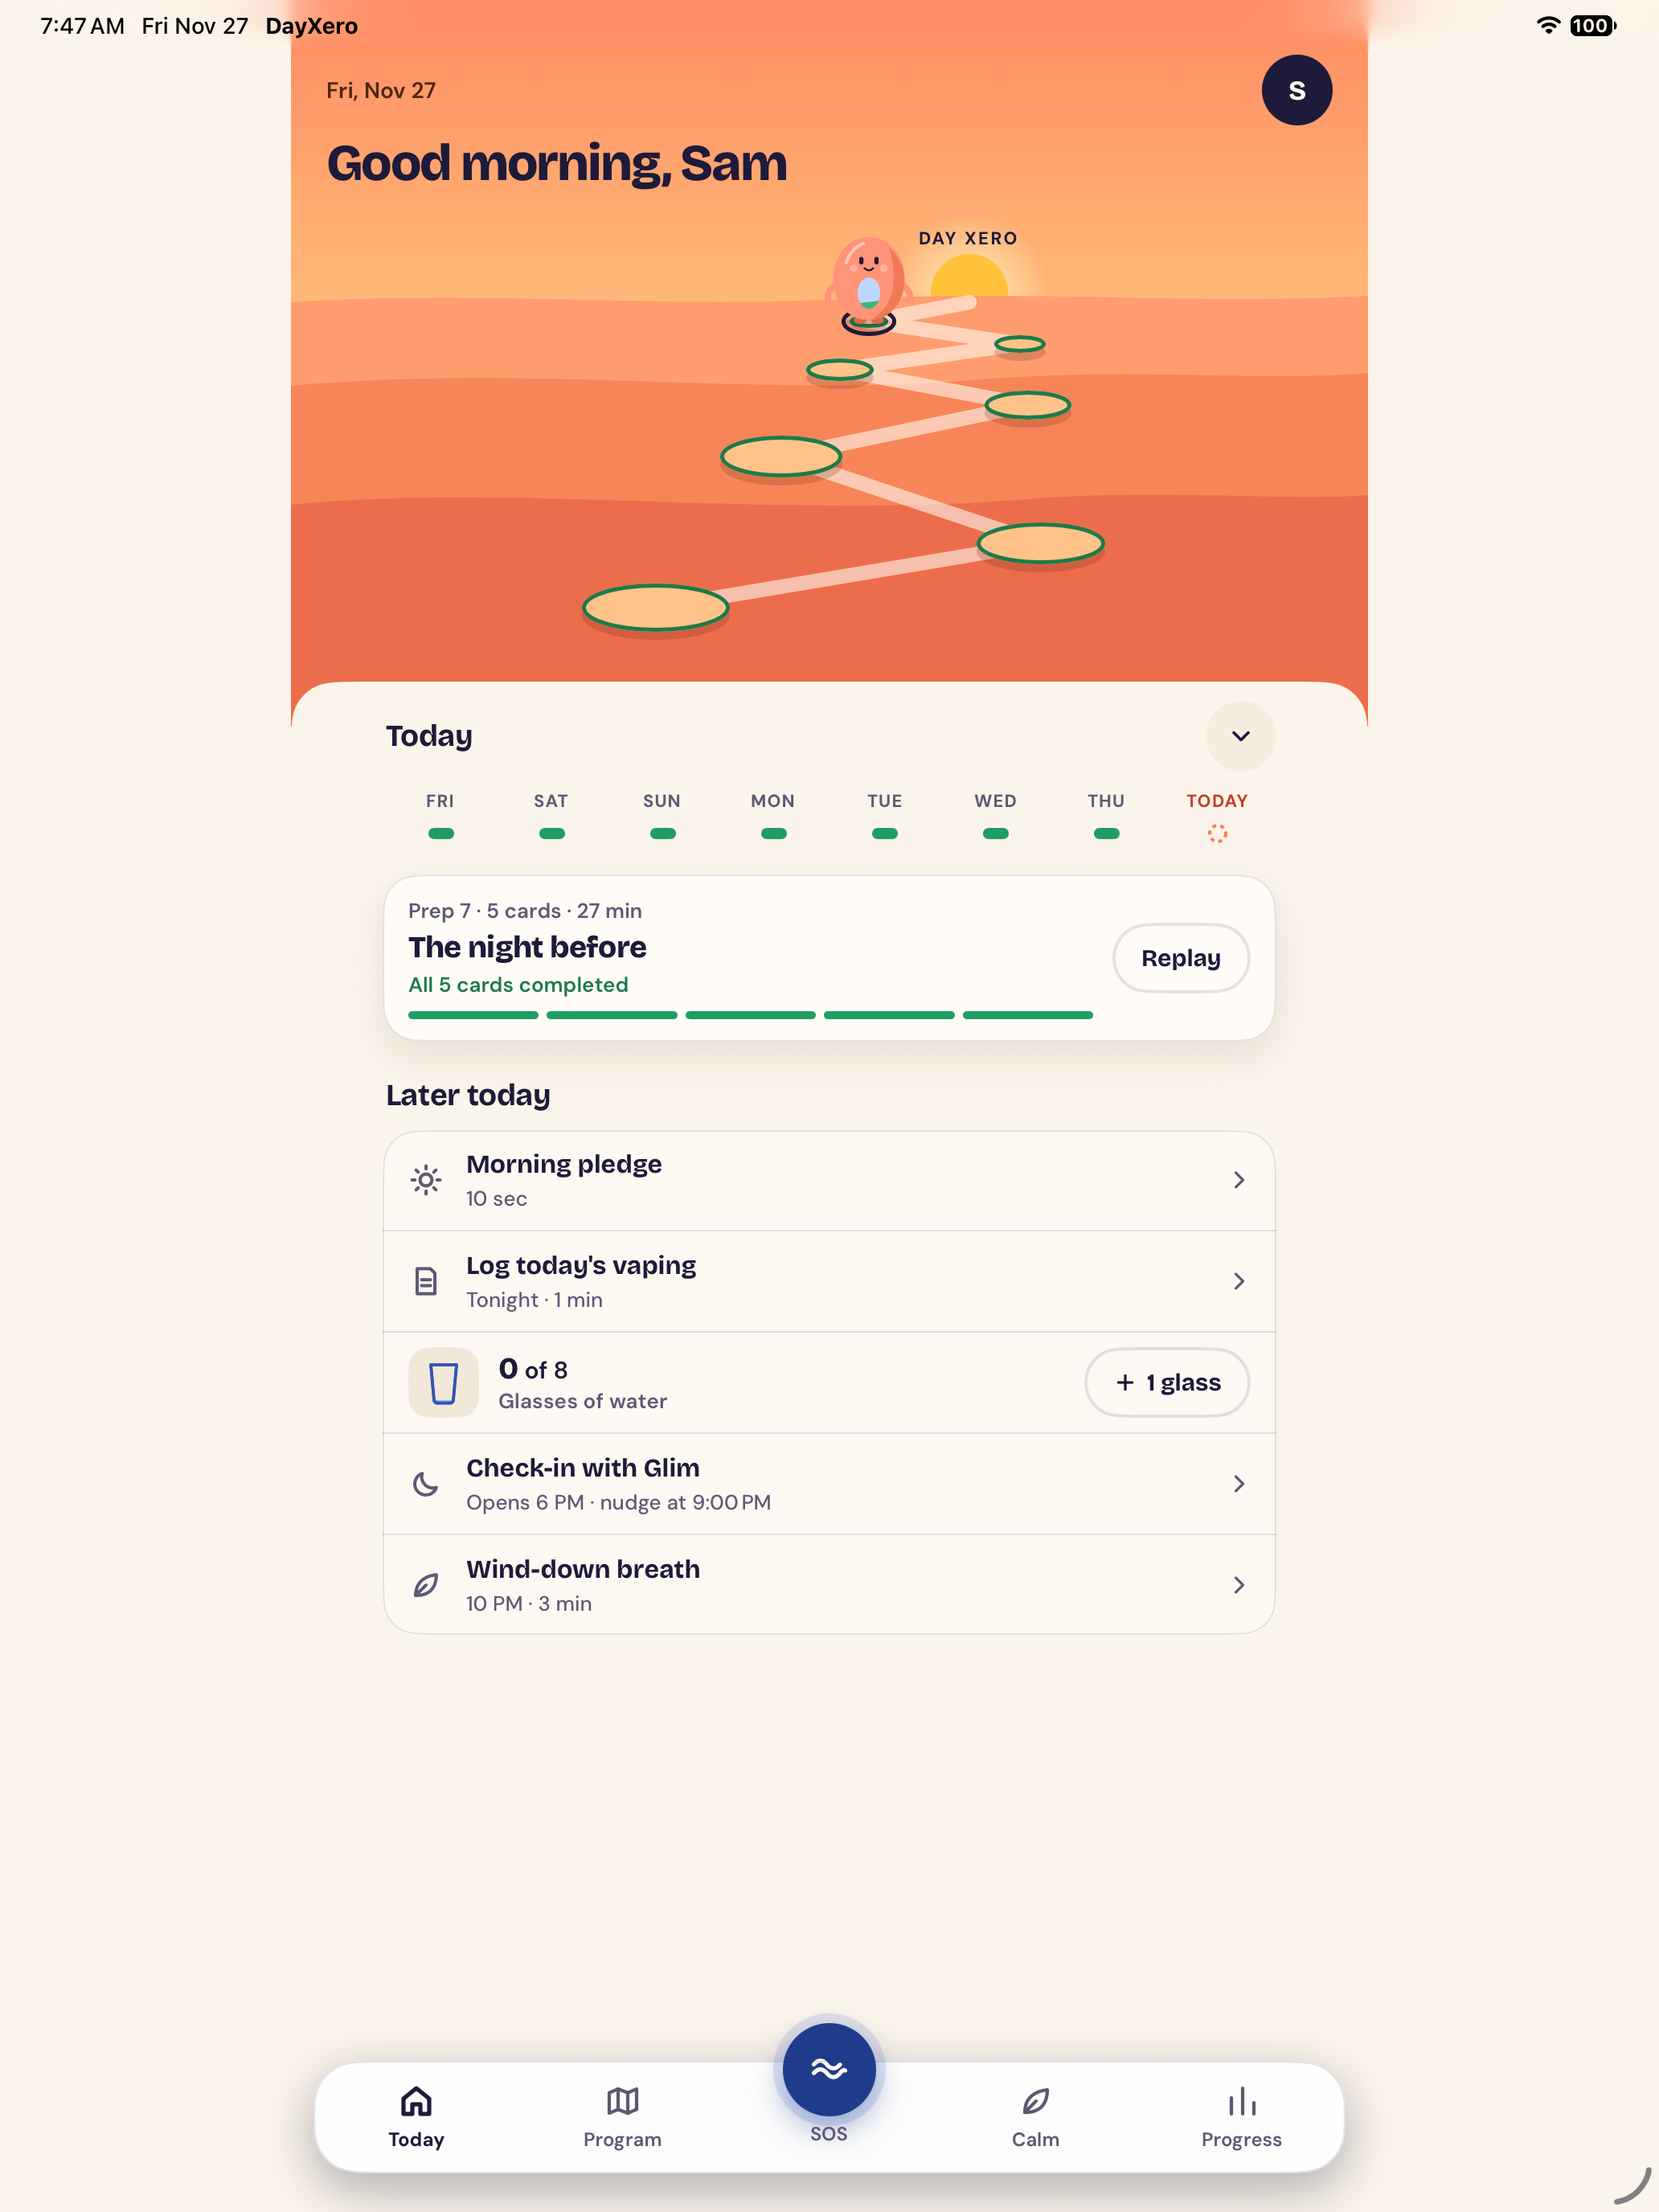 7:47 AM Fri Nov 27 DayXero
100
Fri, Nov 27
S
Good morning, Sam
DAY XERO
Today
FRI SAT SUN MON TUE WED THU TODAY
Prep 7 · 5 cards · 27 min
The night before
All 5 cards completed
Replay
Later today
Morning pledge
10 sec
Log today's vaping
Tonight · 1 min
0 of 8
Glasses of water
+ 1 glass
Check-in with Glim
Opens 6 PM · nudge at 9:00 PM
Wind-down breath
10 PM · 3 min
Today Program SOS Calm Progress